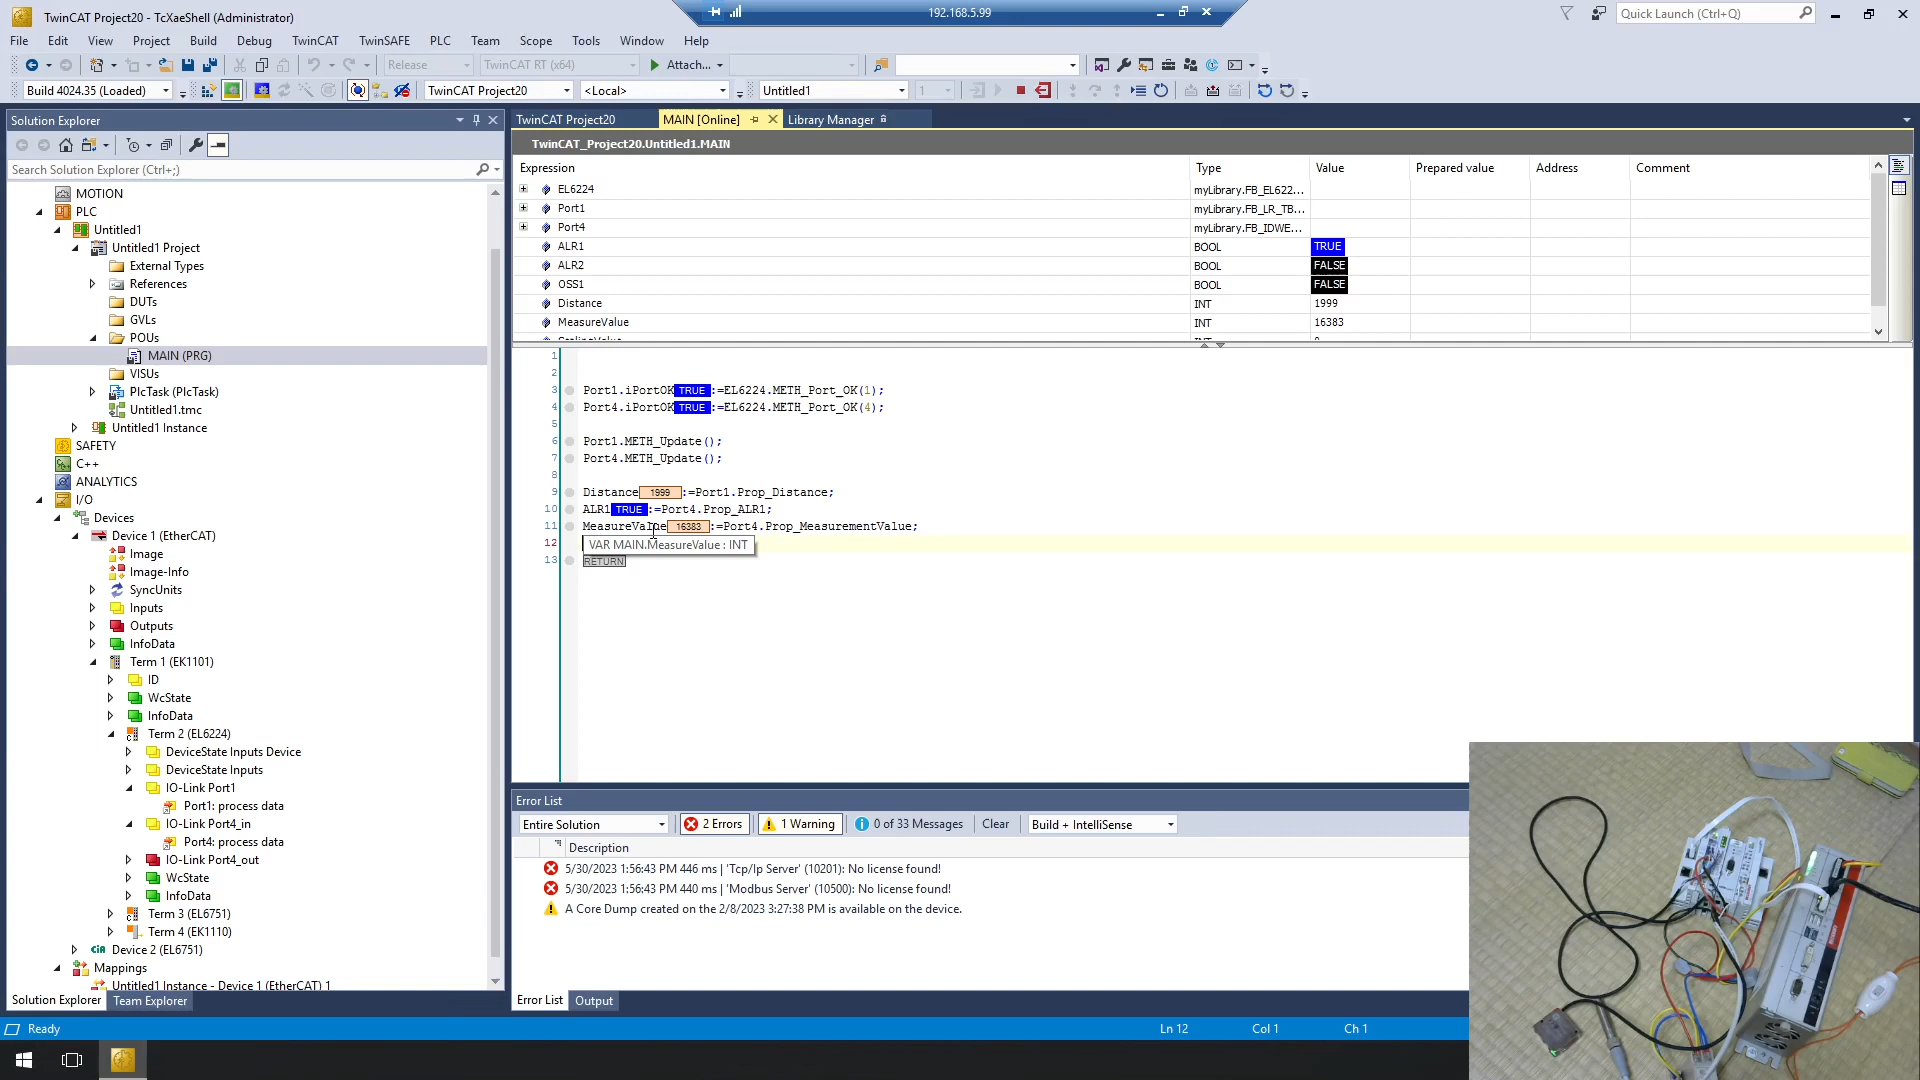 TwinCAT Project20 - TcXaeShell (Administrator)
192.168.5.99
Quick Launch (Ctrl+Q)
File Edit View Project Build Debug TwinCAT TwinSAFE PLC Team Scope Tools Window Help
Release TwinCAT RT (x64) Attach...
Build 4024.35 (Loaded) TwinCAT Project20 <Local> Untitled1 1
Solution Explorer
Search Solution Explorer (Ctrl+;)
MOTION
PLC
Untitled1
Untitled1 Project
External Types
References
DUTs
GVLs
POUs
MAIN (PRG)
VISUs
PlcTask (PlcTask)
Untitled1.tmc
Untitled1 Instance
SAFETY
C++
ANALYTICS
I/O
Devices
Device 1 (EtherCAT)
Image
Image-Info
SyncUnits
Inputs
Outputs
InfoData
Term 1 (EK1101)
ID
WcState
InfoData
Term 2 (EL6224)
DeviceState Inputs Device
DeviceState Inputs
IO-Link Port1
Port1: process data
IO-Link Port4_in
Port4: process data
IO-Link Port4_out
WcState
InfoData
Term 3 (EL6751)
Term 4 (EK1110)
Device 2 (EL6751)
Mappings
Untitled1 Instance - Device 1 (EtherCAT) 1
Solution Explorer Team Explorer
TwinCAT Project20 MAIN [Online] Library Manager
TwinCAT_Project20.Untitled1.MAIN
Expression Type Value Prepared value Address Comment
EL6224 myLibrary.FB_EL622...
Port1 myLibrary.FB_LR_TB...
Port4 myLibrary.FB_IDWE...
ALR1 BOOL TRUE
ALR2 BOOL FALSE
OSS1 BOOL FALSE
Distance INT 1999
MeasureValue INT 16383
1
2
3 Port1.iPortOK TRUE :=EL6224.METH_Port_OK(1);
4 Port4.iPortOK TRUE :=EL6224.METH_Port_OK(4);
5
6 Port1.METH_Update();
7 Port4.METH_Update();
8
9 Distance 1999 :=Port1.Prop_Distance;
10 ALR1 TRUE :=Port4.Prop_ALR1;
11 MeasureValue 16383 :=Port4.Prop_MeasurementValue;
12 VAR MAIN.MeasureValue : INT
13 RETURN
Error List
Entire Solution 2 Errors 1 Warning 0 of 33 Messages Clear Build + IntelliSense
Description
5/30/2023 1:56:43 PM 446 ms | 'Tcp/Ip Server' (10201): No license found!
5/30/2023 1:56:43 PM 440 ms | 'Modbus Server' (10500): No license found!
A Core Dump created on the 2/8/2023 3:27:38 PM is available on the device.
Error List Output
Ready Ln 12 Col 1 Ch 1